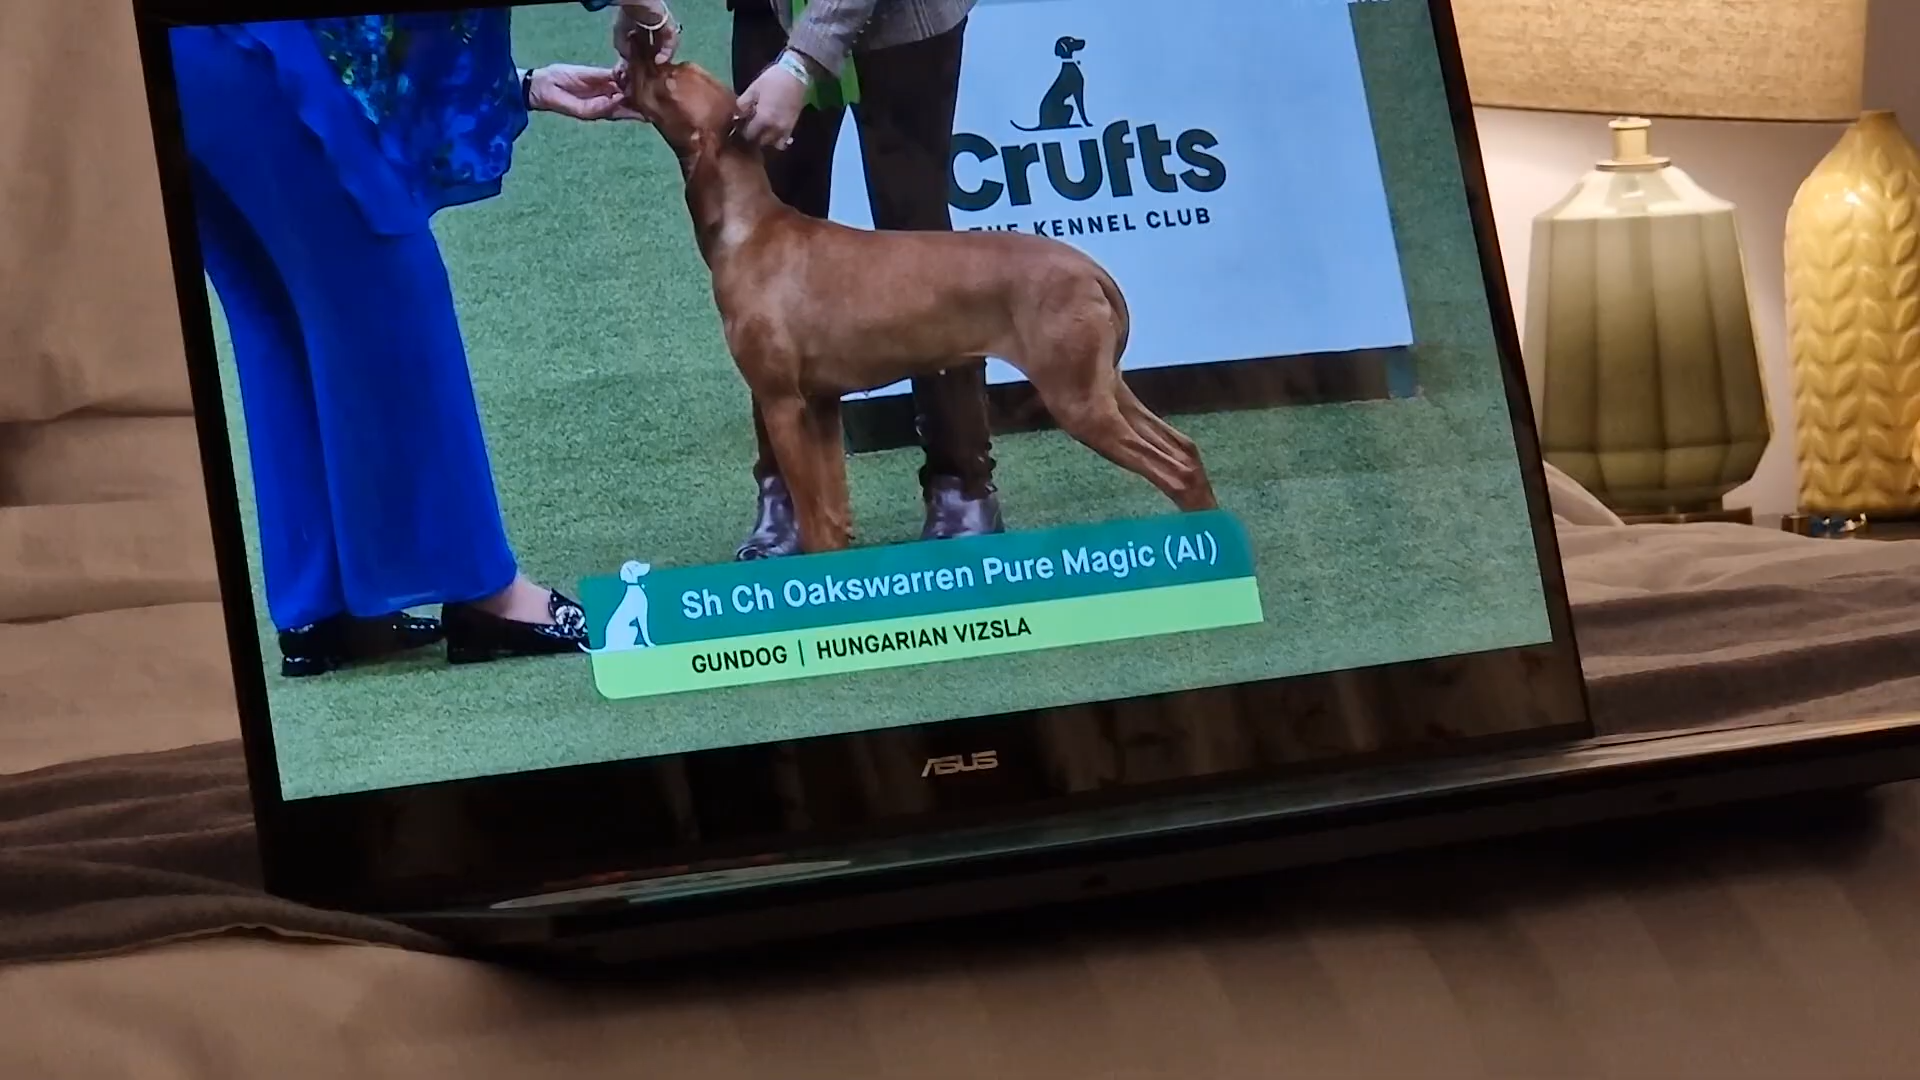 Crufts
THE KENNEL CLUB
Sh Ch Oakswarren Pure Magic (AI)
GUNDOG | HUNGARIAN VIZSLA
ASUS